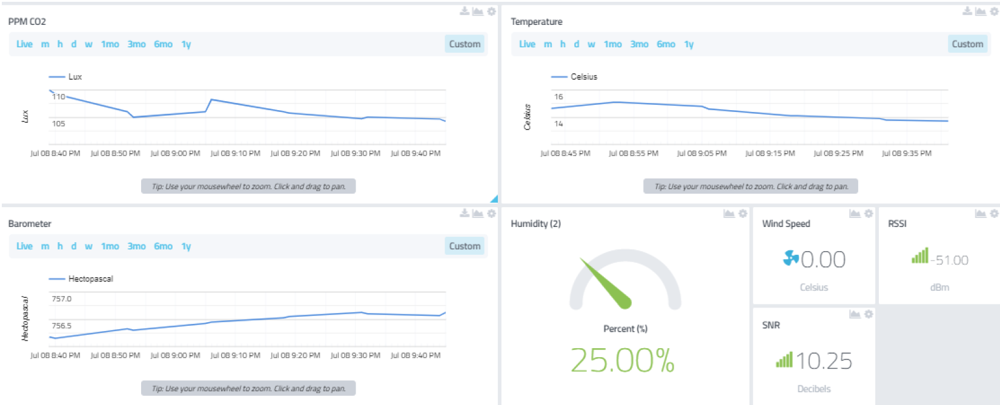 PPM CO2
Live m h d w 1mo 3mo 6mo 1y Custom
Lux
110
105
Lux
Jul 08 8:40 PM Jul 08 8:50 PM Jul 08 9:00 PM Jul 08 9:10 PM Jul 08 9:20 PM Jul 08 9:30 PM Jul 08 9:40 PM
Tip: Use your mousewheel to zoom. Click and drag to pan.
Temperature
Live m h d w 1mo 3mo 6mo 1y Custom
Celsius
16
14
Celsius
Jul 08 8:45 PM Jul 08 8:55 PM Jul 08 9:05 PM Jul 08 9:15 PM Jul 08 9:25 PM Jul 08 9:35 PM
Tip: Use your mousewheel to zoom. Click and drag to pan.
Barometer
Live m h d w 1mo 3mo 6mo 1y Custom
Hectopascal
757.0
756.5
Hectopascal
Jul 08 8:40 PM Jul 08 8:50 PM Jul 08 9:00 PM Jul 08 9:10 PM Jul 08 9:20 PM Jul 08 9:30 PM Jul 08 9:40 PM
Tip: Use your mousewheel to zoom. Click and drag to pan.
Humidity (2)
Percent (%)
25.00%
Wind Speed
0.00
Celsius
RSSI
-51.00
dBm
SNR
10.25
Decibels